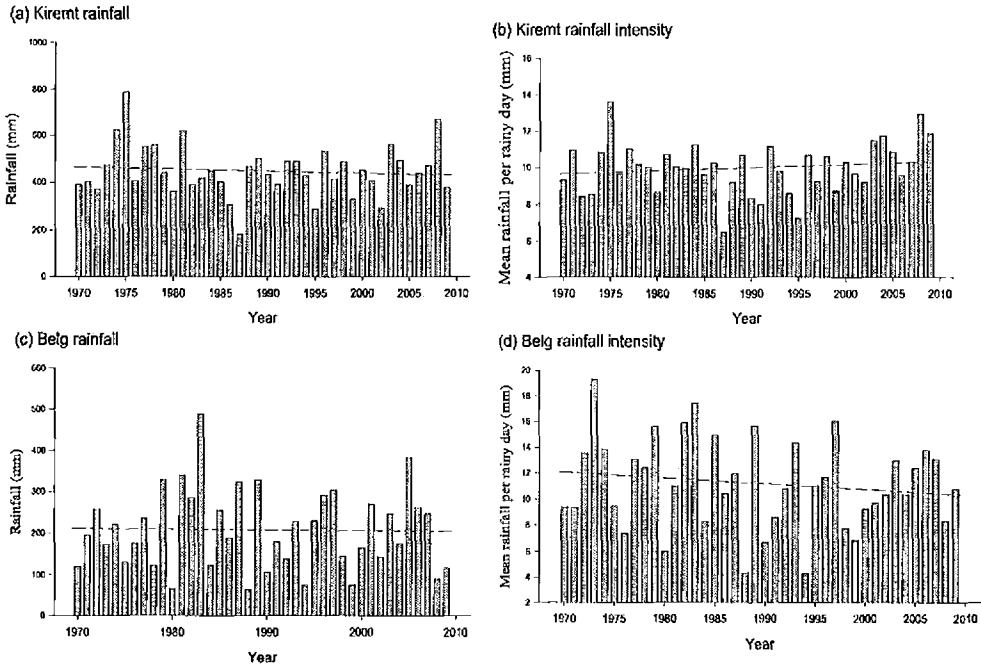 (a) Kiremt rainfall
Rainfall (mm)
1000
800
600
400
200
0
1970 1975 1980 1985 1990 1995 2000 2005 2010
Year
(b) Kiremt rainfall intensity
Mean rainfall per rainy day (mm)
16
14
12
10
8
6
4
1970 1975 1980 1985 1990 1995 2000 2005 2010
Year
(c) Belg rainfall
Rainfall (mm)
600
500
400
300
200
100
0
1970 1980 1990 2000 2010
Year
(d) Belg rainfall intensity
Mean rainfall per rainy day (mm)
20
18
16
14
12
10
8
6
4
2
1970 1975 1980 1985 1990 1995 2000 2005 2010
Year